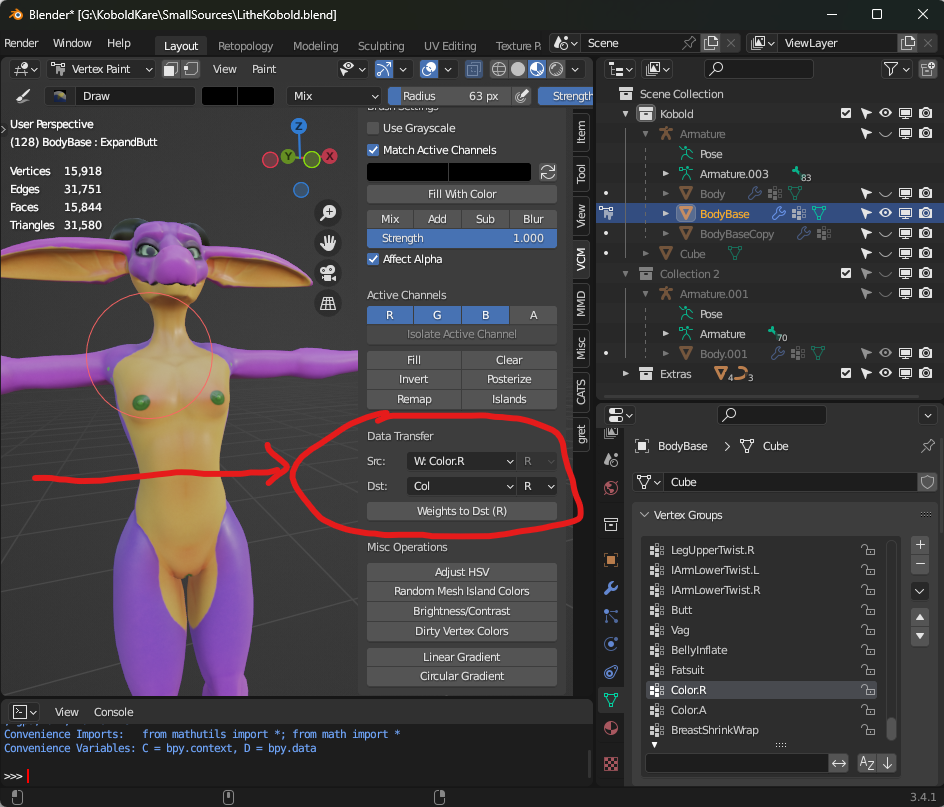 Blender* [G:\KoboldKare\SmallSources\LitheKobold.blend]
Render Window Help Layout Retopology Modeling Sculpting UV Editing Texture P Scene ViewLayer
Vertex Paint View Paint
Draw Mix Radius 63 px Strength
User Perspective
(128) BodyBase : ExpandButt
Vertices 15,918
Edges 31,751
Faces 15,844
Triangles 31,580
Z
Y
X
Brush Settings
Use Grayscale
Match Active Channels
Fill With Color
Mix Add Sub Blur
Strength 1.000
Affect Alpha
Active Channels
R G B A
Isolate Active Channel
Fill Clear
Invert Posterize
Remap Islands
Data Transfer
Src: W: Color.R R
Dst: Col R
Weights to Dst (R)
Misc Operations
Adjust HSV
Random Mesh Island Colors
Brightness/Contrast
Dirty Vertex Colors
Linear Gradient
Circular Gradient
Item
Tool
View
VCM
MMD
Misc
CATS
gret
Scene Collection
Kobold
Armature
Pose
Armature.003 83
Body
BodyBase
BodyBaseCopy
Cube
Collection 2
Armature.001
Pose
Armature 70
Body.001
Extras 4 3
BodyBase Cube
Cube
Vertex Groups
LegUpperTwist.R
IArmLowerTwist.L
IArmLowerTwist.R
Butt
Vag
BellyInflate
Fatsuit
Color.R
Color.A
BreastShrinkWrap
View Console
Convenience Imports: from mathutils import *; from math import *
Convenience Variables: C = bpy.context, D = bpy.data
>>>
3.4.1